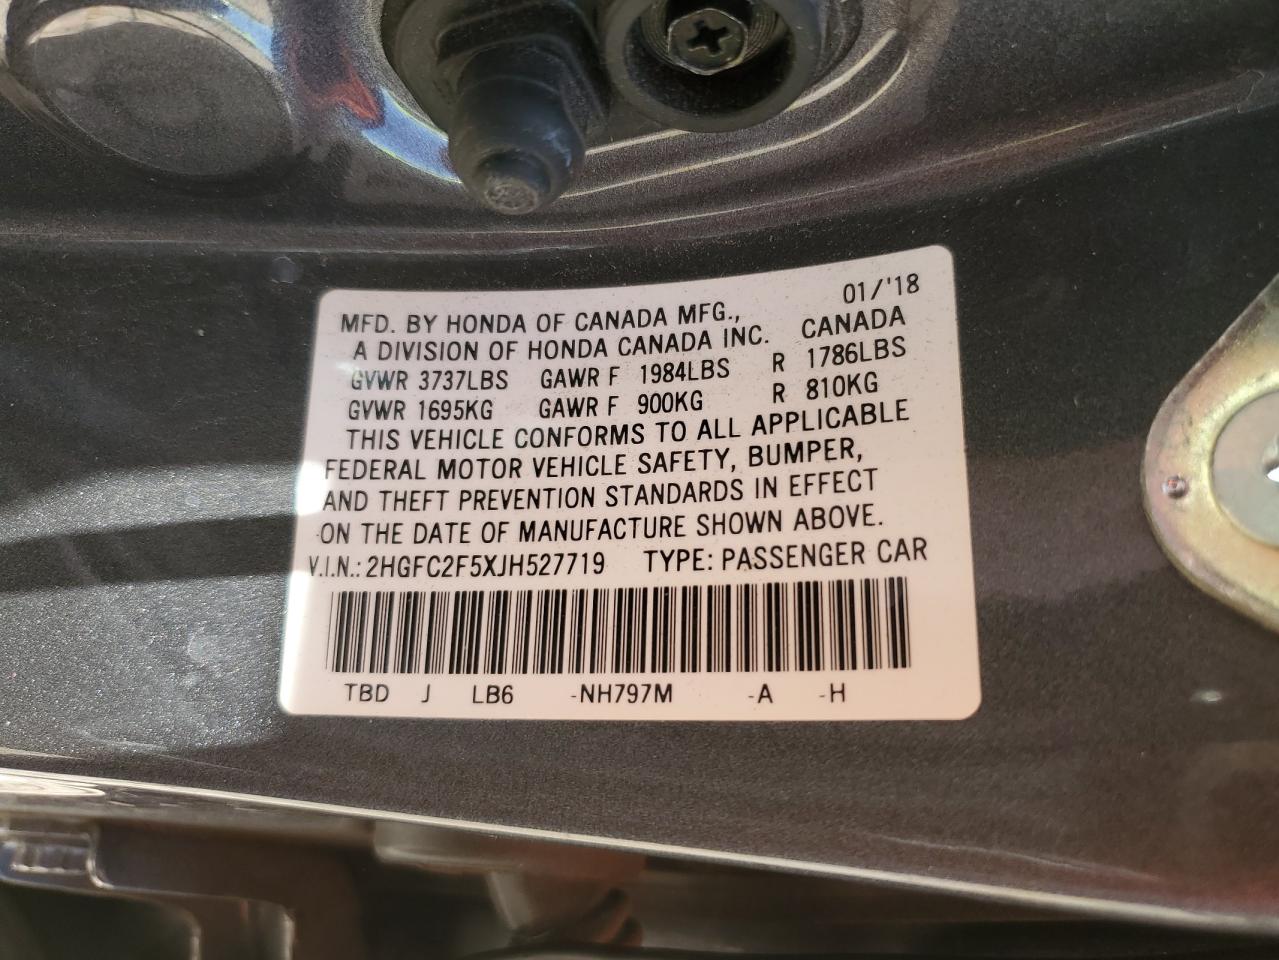 01/'18
MFD. BY HONDA OF CANADA MFG.,
A DIVISION OF HONDA CANADA INC. CANADA
GVWR 3737LBS GAWR F 1984LBS R 1786LBS
GVWR 1695KG GAWR F 900KG R 810KG
THIS VEHICLE CONFORMS TO ALL APPLICABLE
FEDERAL MOTOR VEHICLE SAFETY, BUMPER,
AND THEFT PREVENTION STANDARDS IN EFFECT
ON THE DATE OF MANUFACTURE SHOWN ABOVE.
V.I.N.: 2HGFC2F5XJH527719 TYPE: PASSENGER CAR
TBD J LB6 -NH797M -A -H